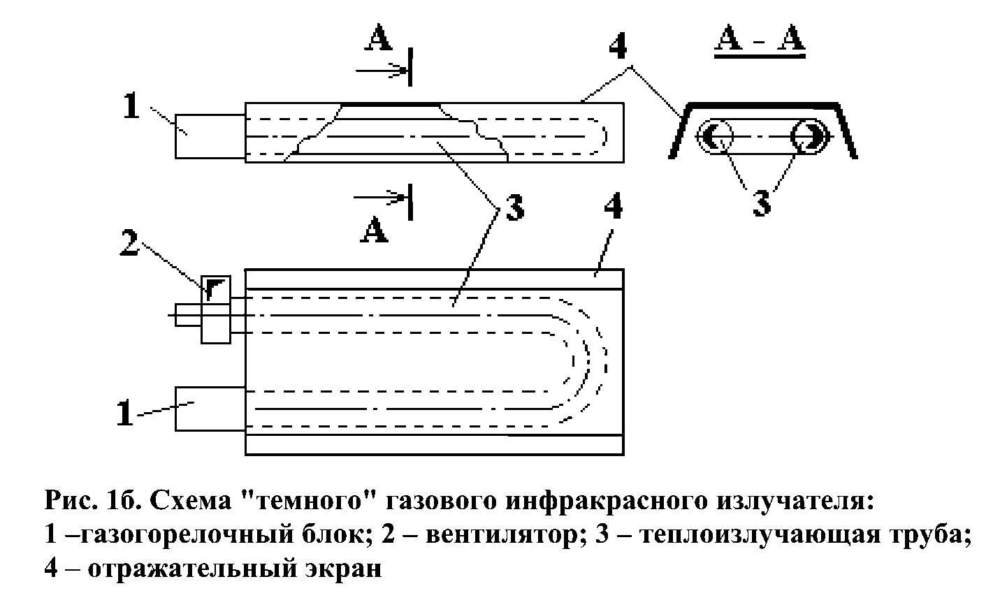 А
4
А - А
1
3
3
А
4
2
1
Рис. 1б. Схема "темного" газового инфракрасного излучателя:
1 –газогорелочный блок; 2 – вентилятор; 3 – теплоизлучающая труба;
4 – отражательный экран